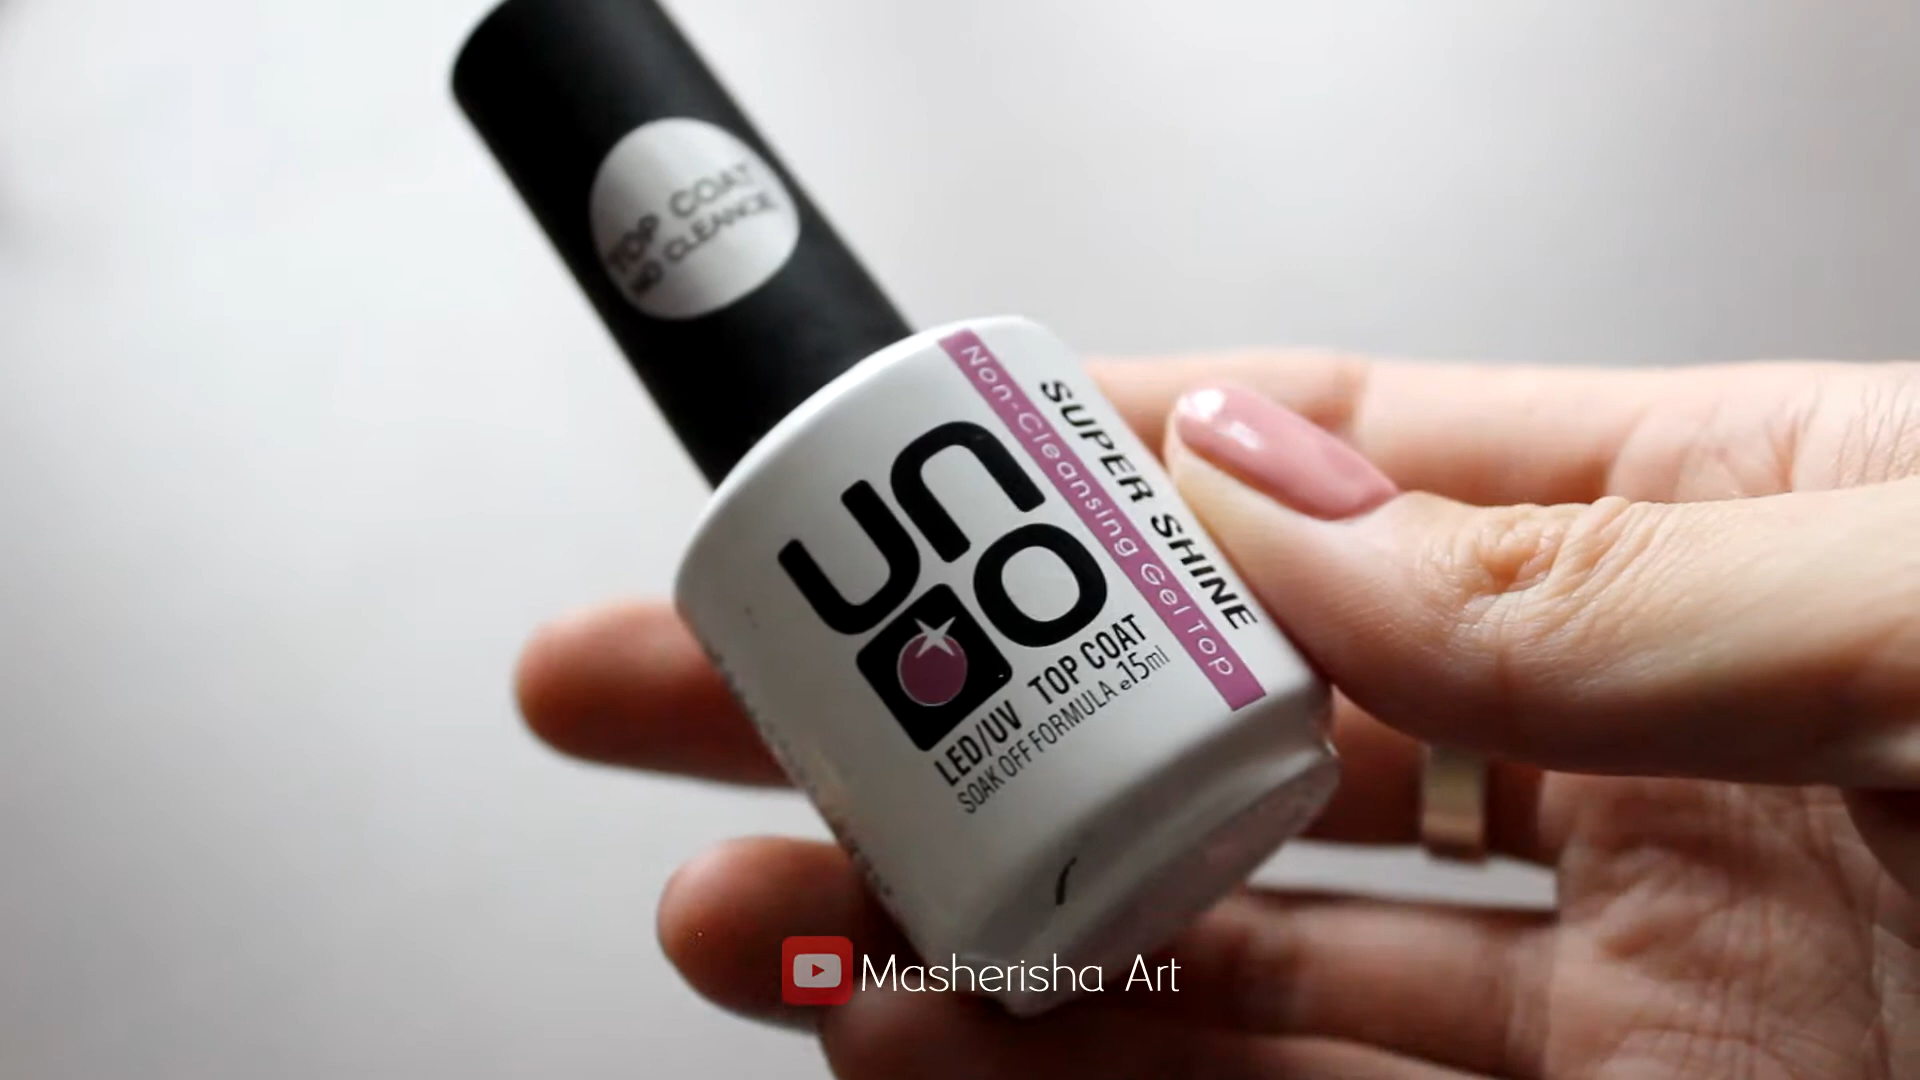 TOP COAT
NO CLEANCE
UNO
SUPER SHINE
Non-Cleansing Gel Top
LED/UV TOP COAT
SOAK OFF FORMULA e15ml
Masherisha Art